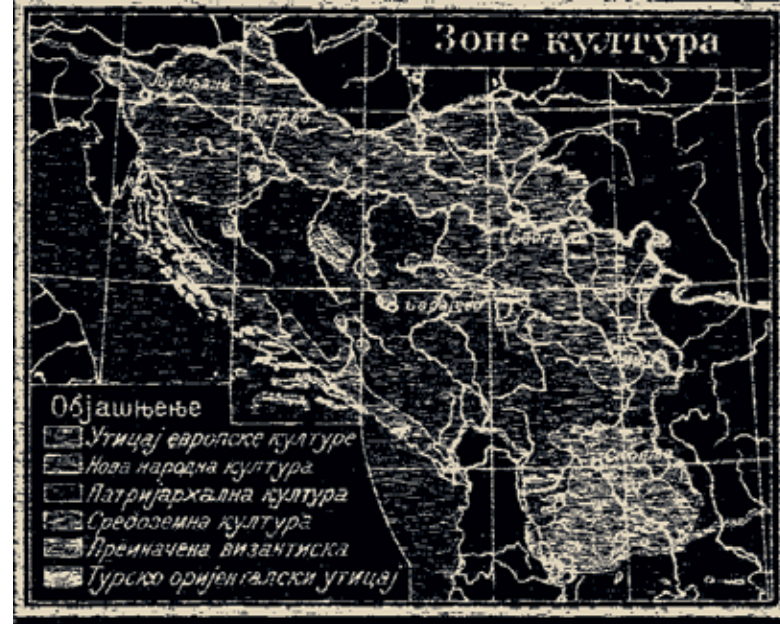 Зоне култура
Љубљана
Загреб
Београд
Сарајево
Скопље
Објашњење
Утицај европске културе
Нова народна култура
Патријархална култура
Средоземна култура
Преиначена византиска
Турско оријенталски утицај